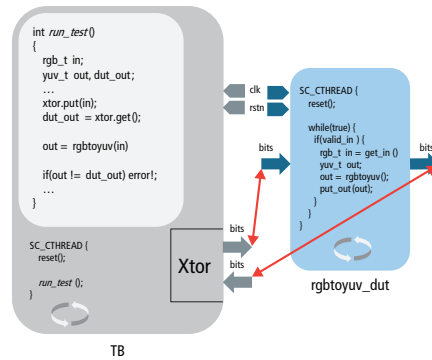 int run_test()
{
rgb_t in;
yuv_t out, dut_out;
...
xtor.put(in);
dut_out = xtor.get();
out = rgbtoyuv(in)
if(out != dut_out) error!;
...
}
SC_CTHREAD {
reset();
run_test ();
}
Xtor
TB
clk
rstn
bits
bits
bits
bits
SC_CTHREAD {
reset();
while(true) {
if(valid_in ) {
rgb_t in = get_in ()
yuv_t out;
out = rgbtoyuv();
put_out(out);
}
}
}
rgbtoyuv_dut